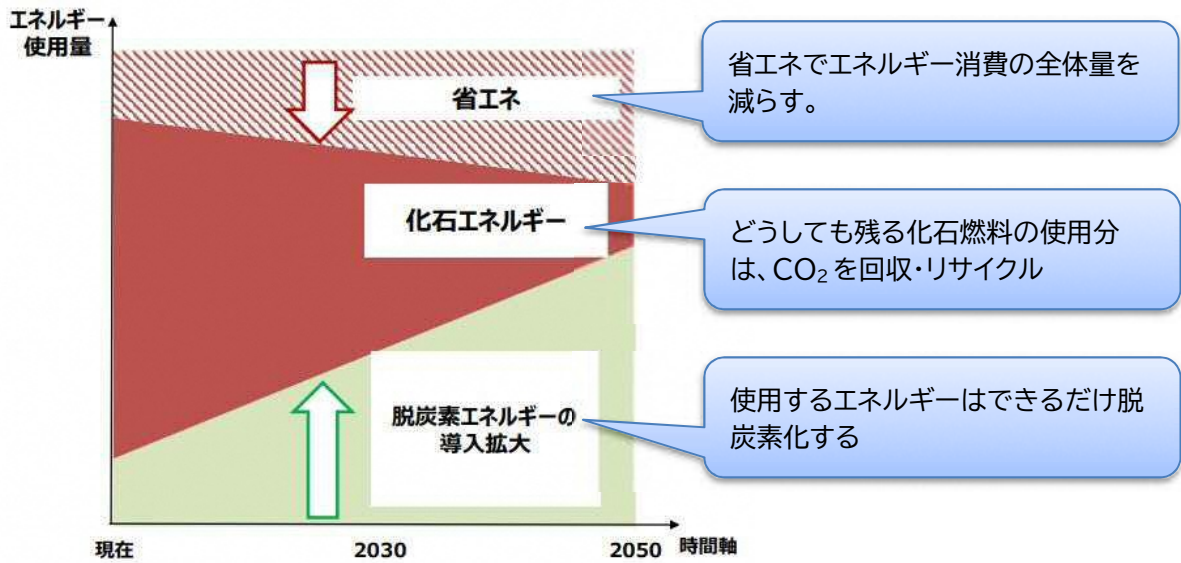 エネルギー
使用量
省エネ
省エネでエネルギー消費の全体量を
減らす。
化石エネルギー
どうしても残る化石燃料の使用分
は、CO₂を回収・リサイクル
脱炭素エネルギーの
導入拡大
使用するエネルギーはできるだけ脱
炭素化する
現在
2030
2050
時間軸